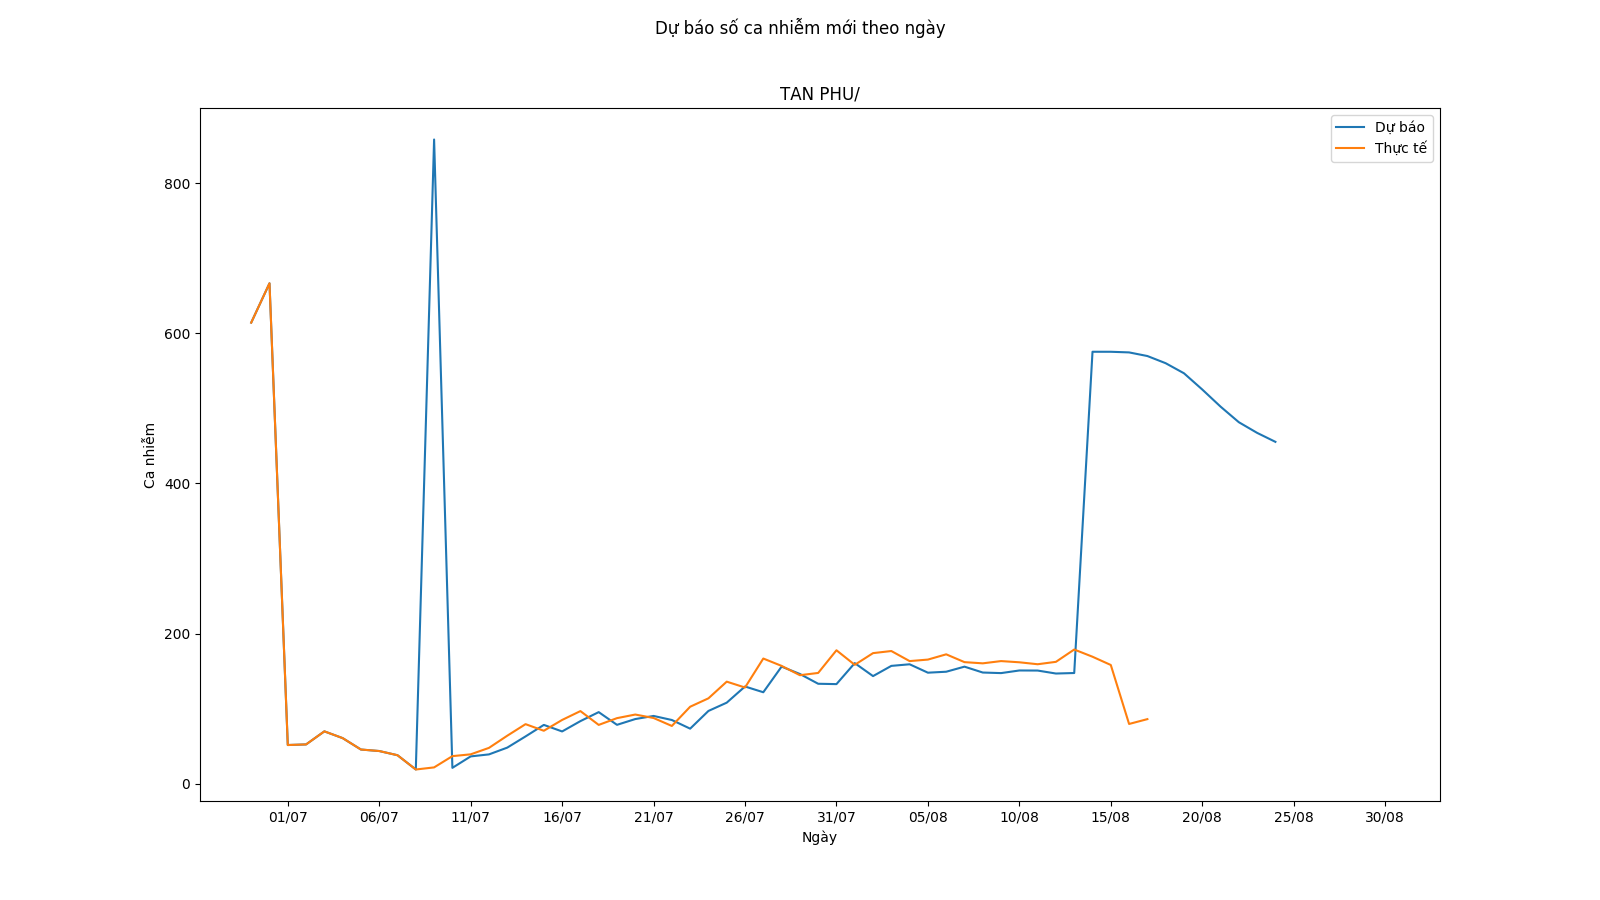 Dự báo số ca nhiễm mới theo ngày
TAN PHU/
Dự báo
Thực tế
800
600
400
200
0
Ca nhiễm
01/07 06/07 11/07 16/07 21/07 26/07 31/07 05/08 10/08 15/08 20/08 25/08 30/08
Ngày